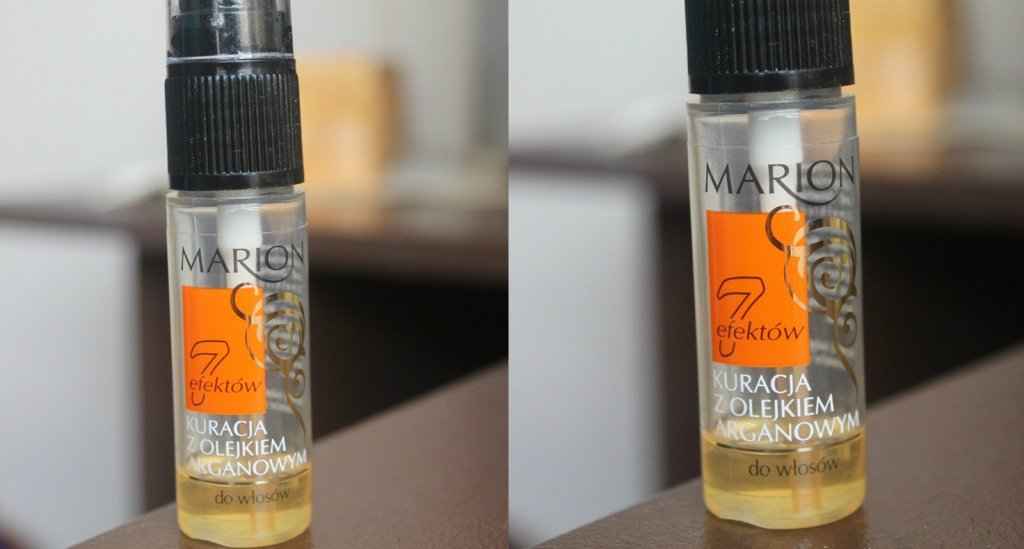 MARION
7
efektów
KURACJA
Z OLEJKIEM
ARGANOWYM
do włosów
MARION
7
efektów
KURACJA
Z OLEJKIEM
ARGANOWYM
do włosów